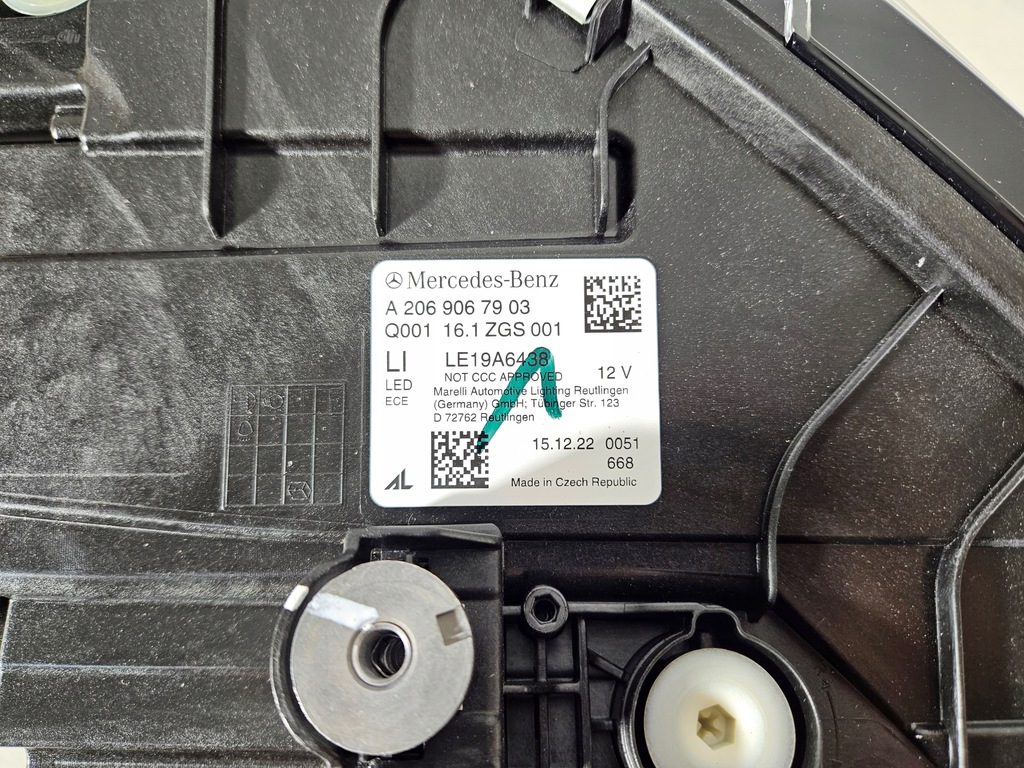 Mercedes-Benz
A 206 906 79 03
Q001 16.1 ZGS 001
LI LE19A6438
NOT CCC APPROVED 12 V
LED
ECE
Marelli Automotive Lighting Reutlingen
(Germany) GmbH; Tübinger Str. 123
D 72762 Reutlingen
15.12.22 0051
668
AL Made in Czech Republic